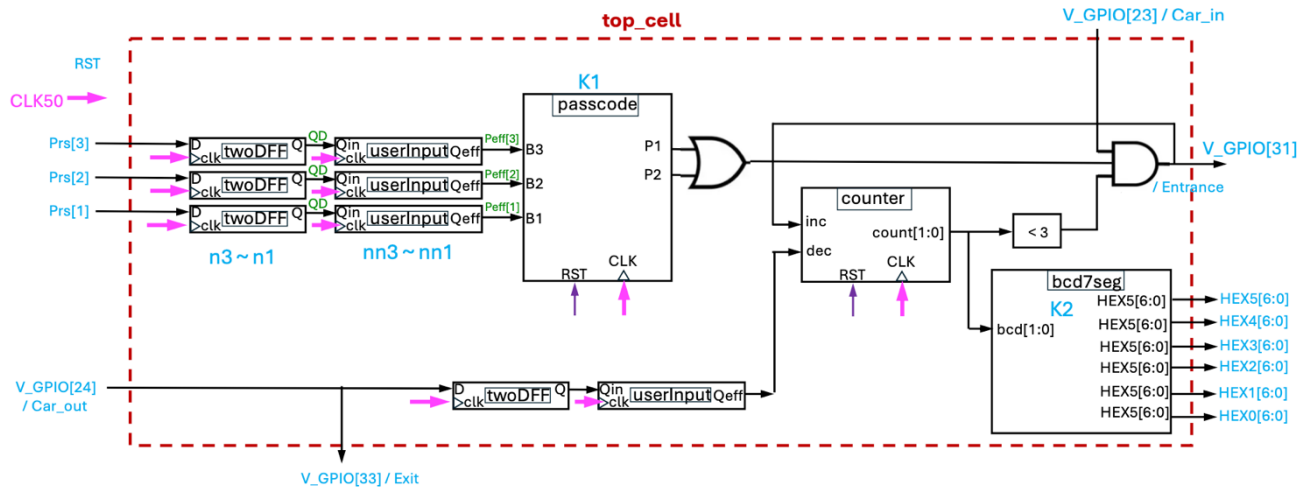 top_cell
V_GPIO[23] / Car_in
RST
CLK50
K1
passcode
Prs[3]
D
Q
clk
twoDFF
QD
Qin
clk
userInput
Qeff
Peff[3]
B3
P1
V_GPIO[31]
/ Entrance
Prs[2]
D
Q
clk
twoDFF
QD
Qin
clk
userInput
Qeff
Peff[2]
B2
P2
Prs[1]
D
Q
clk
twoDFF
QD
Qin
clk
userInput
Qeff
Peff[1]
B1
n3 ~ n1
nn3 ~ nn1
RST
CLK
counter
inc
count[1:0]
dec
RST
CLK
< 3
bcd7seg
K2
bcd[1:0]
HEX5[6:0]
HEX5[6:0]
HEX5[6:0]
HEX5[6:0]
HEX5[6:0]
HEX5[6:0]
HEX5[6:0]
HEX4[6:0]
HEX3[6:0]
HEX2[6:0]
HEX1[6:0]
HEX0[6:0]
V_GPIO[24]
/ Car_out
D
Q
clk
twoDFF
Qin
clk
userInput
Qeff
V_GPIO[33] / Exit